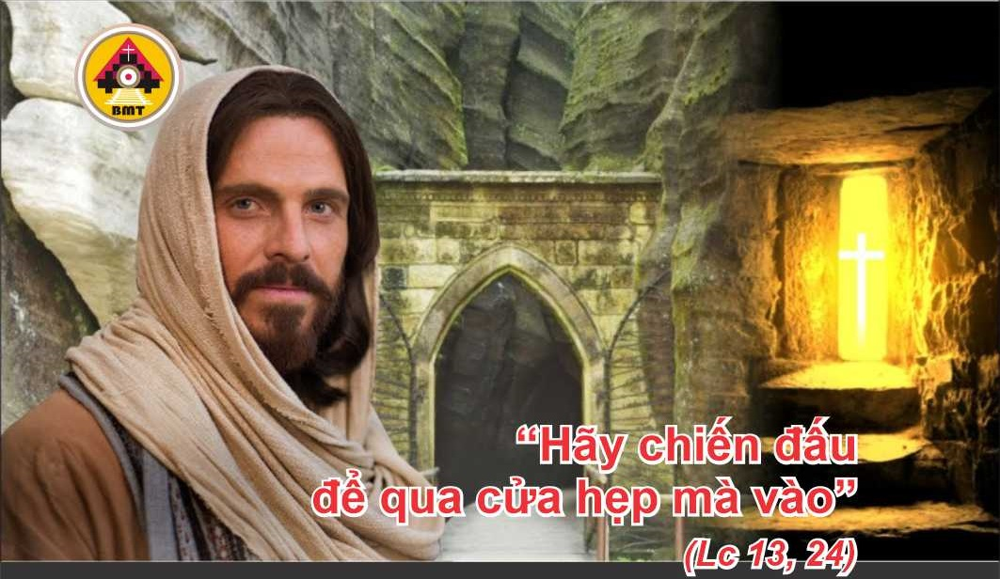 BMT
“Hãy chiến đấu
để qua cửa hẹp mà vào”
(Lc 13, 24)